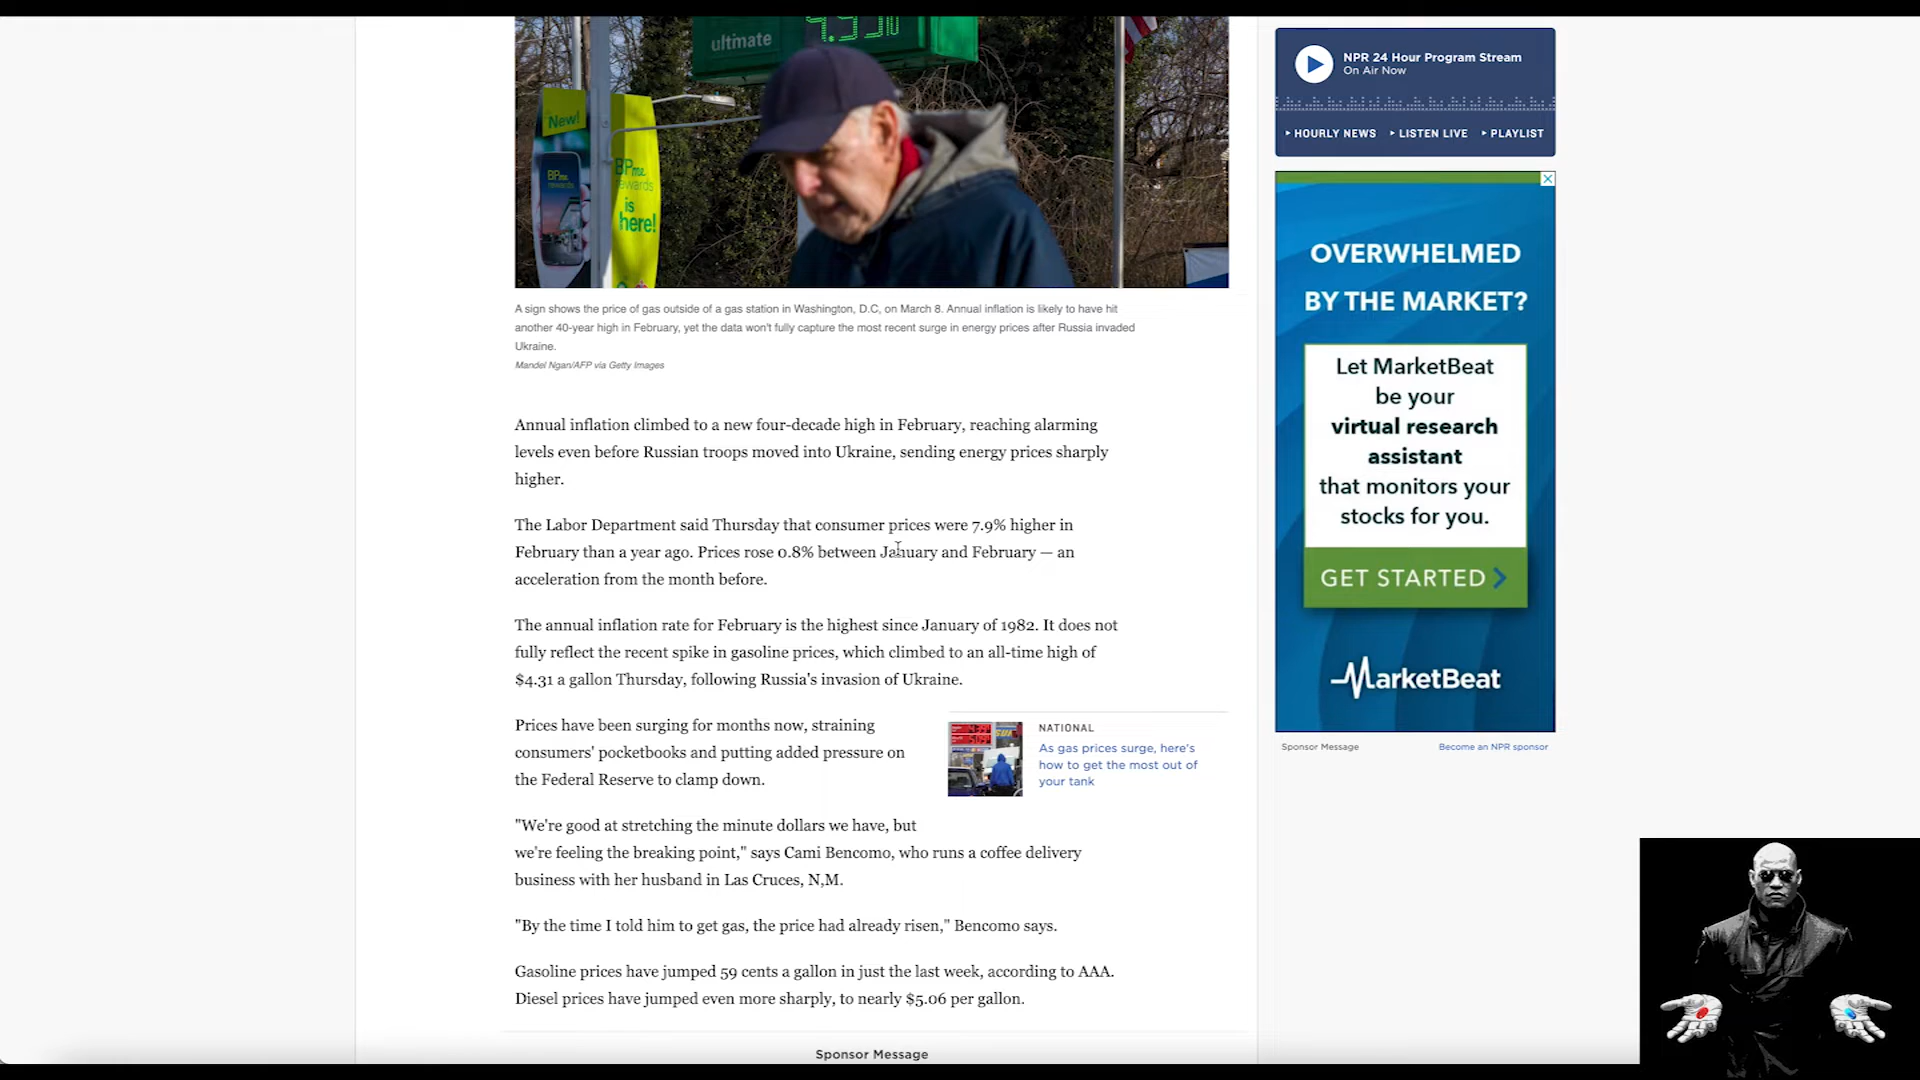 4.59
ultimate
New!
BPme
rewards
is
here!
A sign shows the price of gas outside of a gas station in Washington, D.C, on March 8. Annual inflation is likely to have hit
another 40-year high in February, yet the data won't fully capture the most recent surge in energy prices after Russia invaded
Ukraine.
Mandel Ngan/AFP via Getty Images
Annual inflation climbed to a new four-decade high in February, reaching alarming
levels even before Russian troops moved into Ukraine, sending energy prices sharply
higher.
The Labor Department said Thursday that consumer prices were 7.9% higher in
February than a year ago. Prices rose 0.8% between January and February — an
acceleration from the month before.
The annual inflation rate for February is the highest since January of 1982. It does not
fully reflect the recent spike in gasoline prices, which climbed to an all-time high of
$4.31 a gallon Thursday, following Russia's invasion of Ukraine.
Prices have been surging for months now, straining
consumers' pocketbooks and putting added pressure on
the Federal Reserve to clamp down.
NATIONAL
As gas prices surge, here's
how to get the most out of
your tank
"We're good at stretching the minute dollars we have, but
we're feeling the breaking point," says Cami Bencomo, who runs a coffee delivery
business with her husband in Las Cruces, N,M.
"By the time I told him to get gas, the price had already risen," Bencomo says.
Gasoline prices have jumped 59 cents a gallon in just the last week, according to AAA.
Diesel prices have jumped even more sharply, to nearly $5.06 per gallon.
Sponsor Message
NPR 24 Hour Program Stream
On Air Now
HOURLY NEWS LISTEN LIVE PLAYLIST
OVERWHELMED
BY THE MARKET?
Let MarketBeat
be your
virtual research
assistant
that monitors your
stocks for you.
GET STARTED
MarketBeat
Sponsor Message Become an NPR sponsor